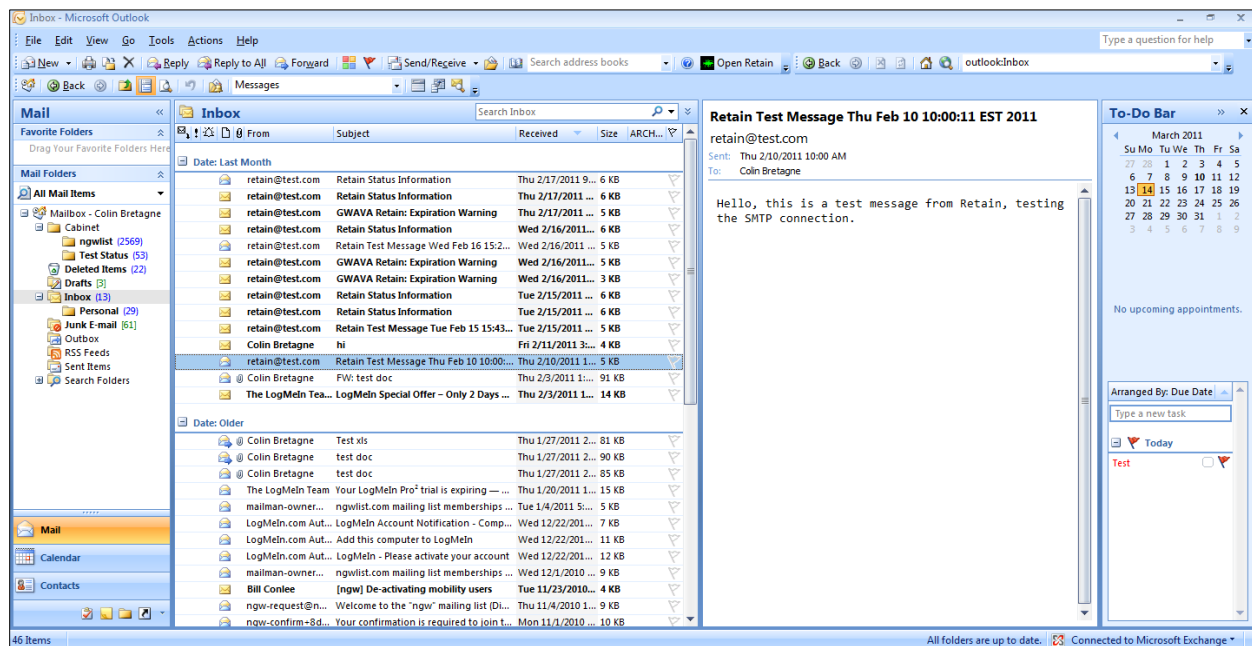 Inbox - Microsoft Outlook
File Edit View Go Tools Actions Help
Type a question for help
New Reply Reply to All Forward Send/Receive Search address books Open Retain Back outlook:Inbox
Back Messages
Mail «
Favorite Folders
Drag Your Favorite Folders Here
Mail Folders
All Mail Items
Mailbox - Colin Bretagne
Cabinet
ngwlist (2569)
Test Status (53)
Deleted Items (22)
Drafts [3]
Inbox (13)
Personal (29)
Junk E-mail [61]
Outbox
RSS Feeds
Sent Items
Search Folders
Mail
Calendar
Contacts
Inbox
Search Inbox
From Subject Received Size ARCH...
Date: Last Month
retain@test.com Retain Status Information Thu 2/17/2011 9... 6 KB
retain@test.com Retain Status Information Thu 2/17/2011 ... 6 KB
retain@test.com GWAVA Retain: Expiration Warning Thu 2/17/2011 ... 5 KB
retain@test.com Retain Status Information Wed 2/16/2011... 6 KB
retain@test.com Retain Test Message Wed Feb 16 15:2... Wed 2/16/2011 ... 5 KB
retain@test.com GWAVA Retain: Expiration Warning Wed 2/16/2011... 5 KB
retain@test.com GWAVA Retain: Expiration Warning Wed 2/16/2011... 3 KB
retain@test.com Retain Status Information Tue 2/15/2011 ... 6 KB
retain@test.com Retain Status Information Tue 2/15/2011 ... 6 KB
retain@test.com Retain Test Message Tue Feb 15 15:43... Tue 2/15/2011 ... 5 KB
Colin Bretagne hi Fri 2/11/2011 3:... 4 KB
retain@test.com Retain Test Message Thu Feb 10 10:00:... Thu 2/10/2011 1... 5 KB
Colin Bretagne FW: test doc Thu 2/3/2011 1:... 91 KB
The LogMeIn Tea... LogMeIn Special Offer – Only 2 Days ... Thu 2/3/2011 1... 14 KB
Date: Older
Colin Bretagne Test xls Thu 1/27/2011 2... 81 KB
Colin Bretagne test doc Thu 1/27/2011 2... 90 KB
Colin Bretagne test doc Thu 1/27/2011 2... 85 KB
The LogMeIn Team Your LogMeIn Pro² trial is expiring — ... Thu 1/20/2011 1... 15 KB
mailman-owner... ngwlist.com mailing list memberships ... Tue 1/4/2011 5:... 5 KB
LogMeIn.com Aut... LogMeIn Account Notification - Comp... Wed 12/22/201... 7 KB
LogMeIn.com Aut... Add this computer to LogMeIn Wed 12/22/201... 11 KB
LogMeIn.com Aut... LogMeIn - Please activate your account Wed 12/22/201... 12 KB
mailman-owner... ngwlist.com mailing list memberships ... Wed 12/1/2010 ... 9 KB
Bill Conlee [ngw] De-activating mobility users Tue 11/23/2010... 4 KB
ngw-request@n... Welcome to the "ngw" mailing list (Di... Thu 11/4/2010 1... 9 KB
ngw-confirm+8d... Your confirmation is required to join t... Mon 11/1/2010 ... 10 KB
Retain Test Message Thu Feb 10 10:00:11 EST 2011
retain@test.com
Sent: Thu 2/10/2011 10:00 AM
To: Colin Bretagne
Hello, this is a test message from Retain, testing
the SMTP connection.
To-Do Bar » ×
March 2011
Su Mo Tu We Th Fr Sa
27 28 1 2 3 4 5
6 7 8 9 10 11 12
13 14 15 16 17 18 19
20 21 22 23 24 25 26
27 28 29 30 31 1 2
3 4 5 6 7 8 9
No upcoming appointments.
Arranged By: Due Date
Type a new task
Today
Test
46 Items
All folders are up to date. Connected to Microsoft Exchange